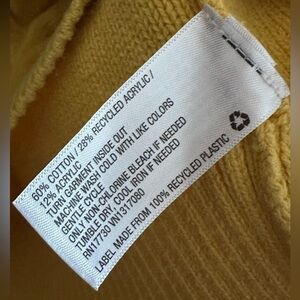 60% COTTON / 28% RECYCLED ACRYLIC /
12% ACRYLIC
TURN GARMENT INSIDE OUT
MACHINE WASH COLD WITH LIKE COLORS
GENTLE CYCLE
ONLY NON-CHLORINE BLEACH IF NEEDED
TUMBLE DRY, COOL IRON IF NEEDED
RN17730 VN1317080
LABEL MADE FROM 100% RECYCLED PLASTIC